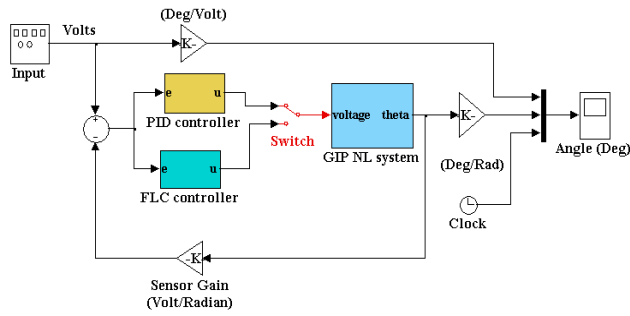 (Deg/Volt)
Volts
K-
Input
e u
PID controller
+
-
voltage theta
K-
Switch
GIP NL system
Angle (Deg)
(Deg/Rad)
e u
FLC controller
Clock
-K
Sensor Gain
(Volt/Radian)